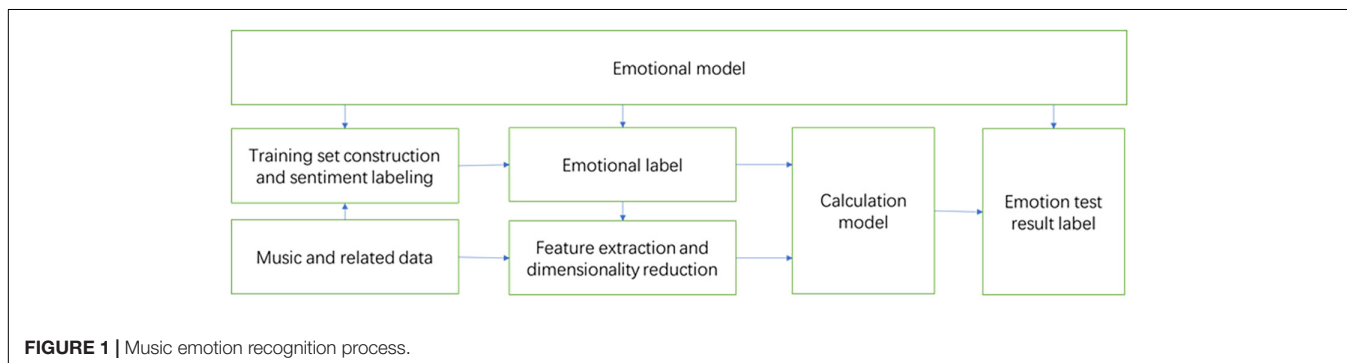 Emotional model
Training set construction
and sentiment labeling
Emotional label
Calculation
model
Emotion test
result label
Music and related data
Feature extraction and
dimensionality reduction
FIGURE 1 | Music emotion recognition process.